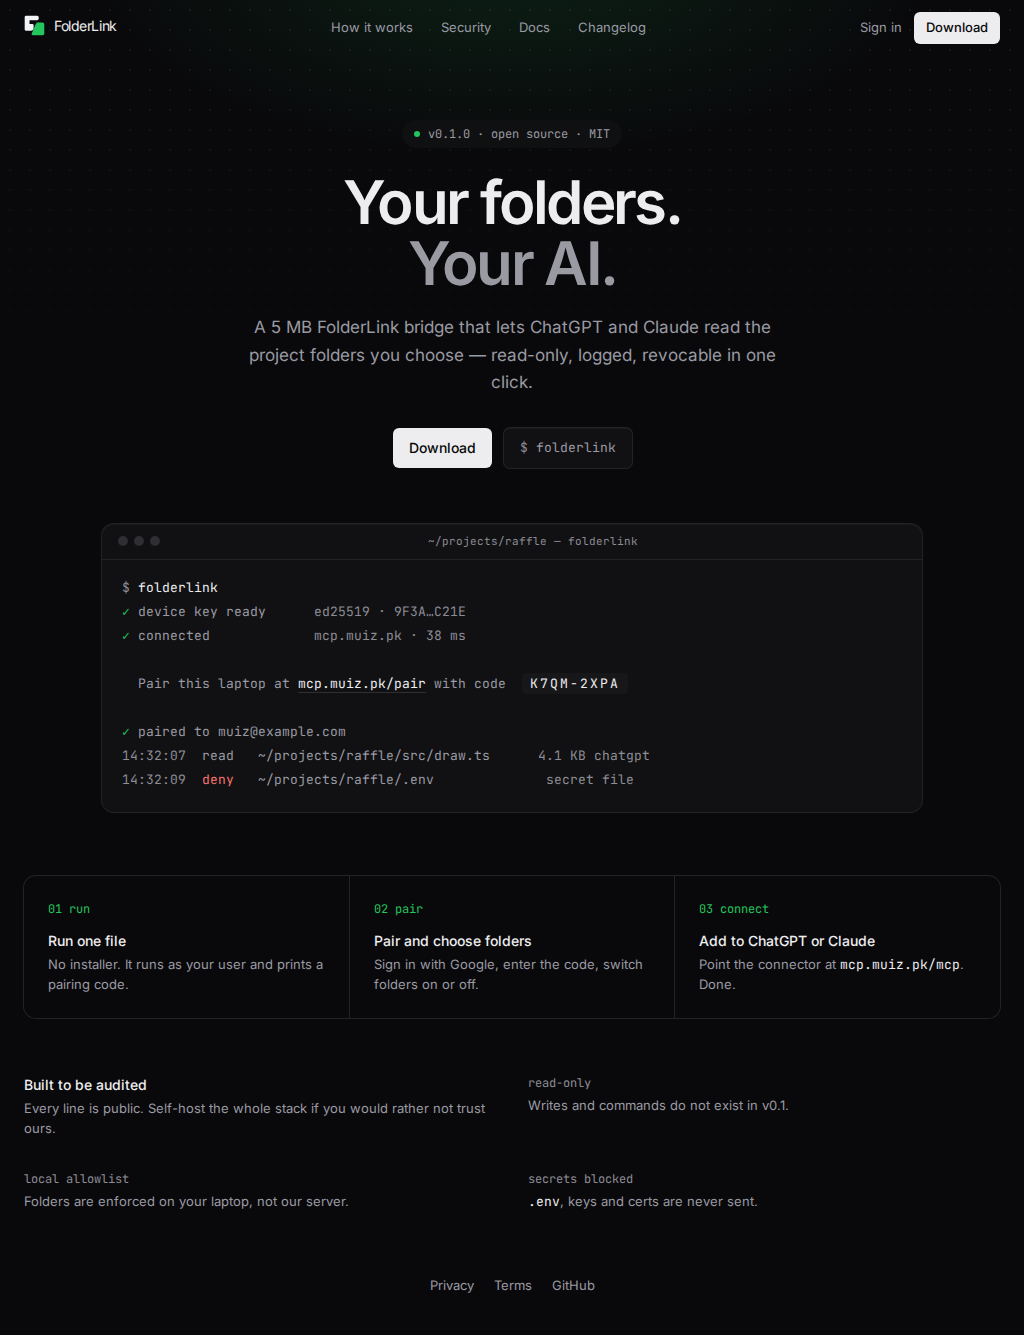 FolderLink
How it works Security Docs Changelog
Sign in Download
v0.1.0 · open source · MIT
Your folders.
Your AI.
A 5 MB FolderLink bridge that lets ChatGPT and Claude read the
project folders you choose — read-only, logged, revocable in one
click.
Download $ folderlink
~/projects/raffle — folderlink
$ folderlink
✓ device key ready ed25519 · 9F3A…C21E
✓ connected mcp.muiz.pk · 38 ms
Pair this laptop at mcp.muiz.pk/pair with code K7QM-2XPA
✓ paired to muiz@example.com
14:32:07 read ~/projects/raffle/src/draw.ts 4.1 KB chatgpt
14:32:09 deny ~/projects/raffle/.env secret file
01 run
Run one file
No installer. It runs as your user and prints a
pairing code.
02 pair
Pair and choose folders
Sign in with Google, enter the code, switch
folders on or off.
03 connect
Add to ChatGPT or Claude
Point the connector at mcp.muiz.pk/mcp.
Done.
Built to be audited
Every line is public. Self-host the whole stack if you would rather not trust
ours.
read-only
Writes and commands do not exist in v0.1.
local allowlist
Folders are enforced on your laptop, not our server.
secrets blocked
.env, keys and certs are never sent.
Privacy Terms GitHub